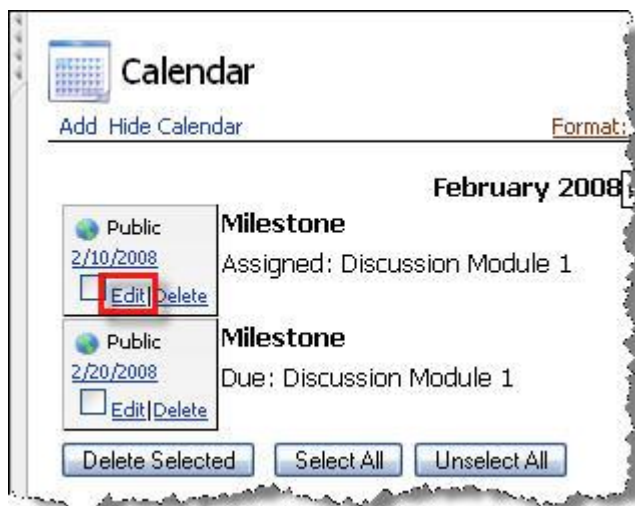 Calendar
Add Hide Calendar Format:
February 2008
Public Milestone
2/10/2008 Assigned: Discussion Module 1
Edit|Delete
Public Milestone
2/20/2008 Due: Discussion Module 1
Edit|Delete
Delete Selected Select All Unselect All